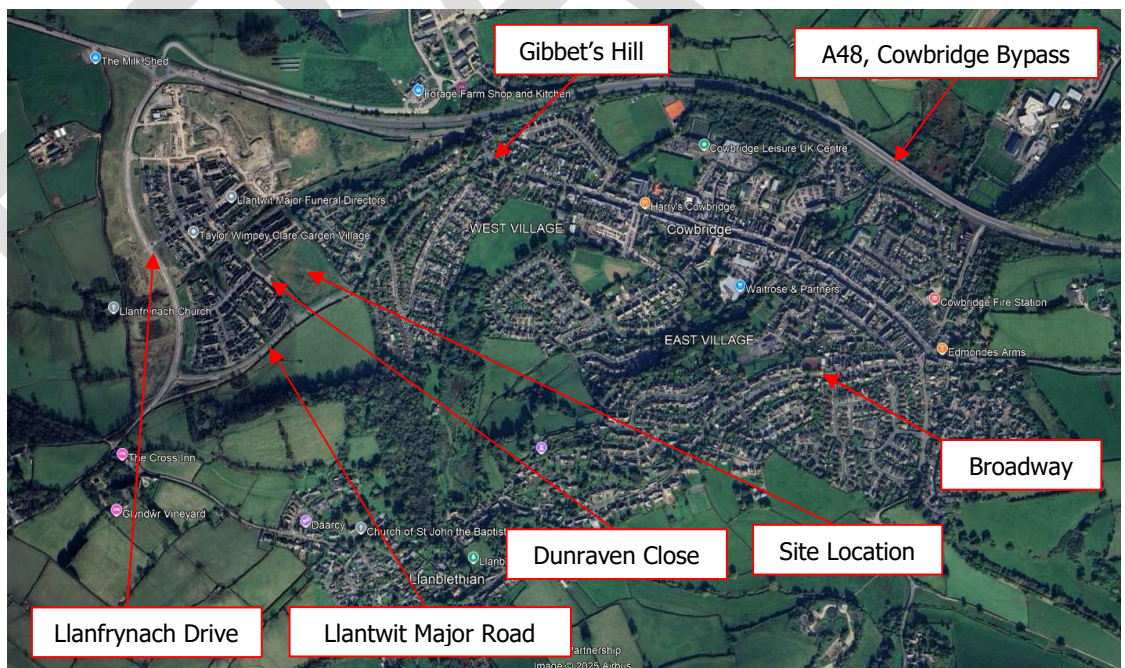 Gibbet's Hill
A48, Cowbridge Bypass
The Milk Shed
Forage Farm Shop and Kitchen
Cowbridge Leisure UK Centre
Llantwit Major Funeral Directors
Harry's Cowbridge
WEST VILLAGE
Cowbridge
Taylor Wimpey Clare Garden Village
Waitrose & Partners
Cowbridge Fire Station
Llanfrynach Church
EAST VILLAGE
Edmondes Arms
The Cross Inn
Broadway
Glyndwr Vineyard
Daarcy
Church of St John the Baptist
Dunraven Close
Site Location
Llanblethian
Llanfrynach Drive
Llantwit Major Road
Partnership
Image © 2025 Airbus